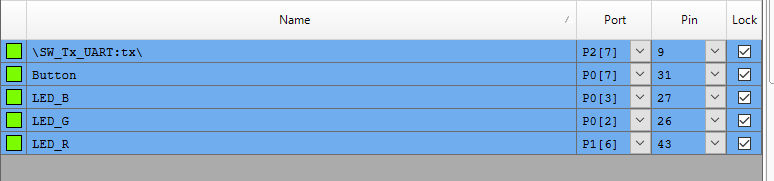 Name / Port Pin Lock
\SW_Tx_UART:tx\ P2[7] 9
Button P0[7] 31
LED_B P0[3] 27
LED_G P0[2] 26
LED_R P1[6] 43